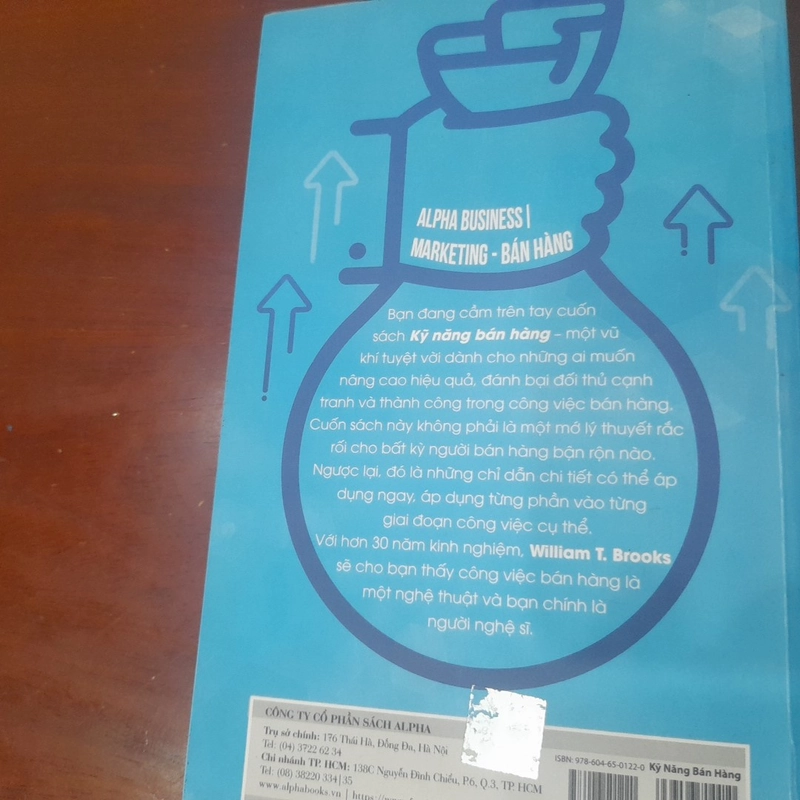 ALPHA BUSINESS |
MARKETING - BÁN HÀNG
Bạn đang cầm trên tay cuốn
sách Kỹ năng bán hàng – một vũ
khí tuyệt vời dành cho những ai muốn
nâng cao hiệu quả, đánh bại đối thủ cạnh
tranh và thành công trong công việc bán hàng.
Cuốn sách này không phải là một mớ lý thuyết rắc
rối cho bất kỳ người bán hàng bận rộn nào.
Ngược lại, đó là những chỉ dẫn chi tiết có thể áp
dụng ngay, áp dụng từng phần vào từng
giai đoạn công việc cụ thể.
Với hơn 30 năm kinh nghiệm, William T. Brooks
sẽ cho bạn thấy công việc bán hàng là
một nghệ thuật và bạn chính là
người nghệ sĩ.
CÔNG TY CỔ PHẦN SÁCH ALPHA
Trụ sở chính: 176 Thái Hà, Đống Đa, Hà Nội
Tel: (04) 3722 62 34
Chi nhánh TP. HCM: 138C Nguyễn Đình Chiểu, P.6, Q.3, TP. HCM
Tel: (08) 38220 334|35
www.alphabooks.vn |
ISBN: 978-604-65-0122-0 Kỹ Năng Bán Hàng